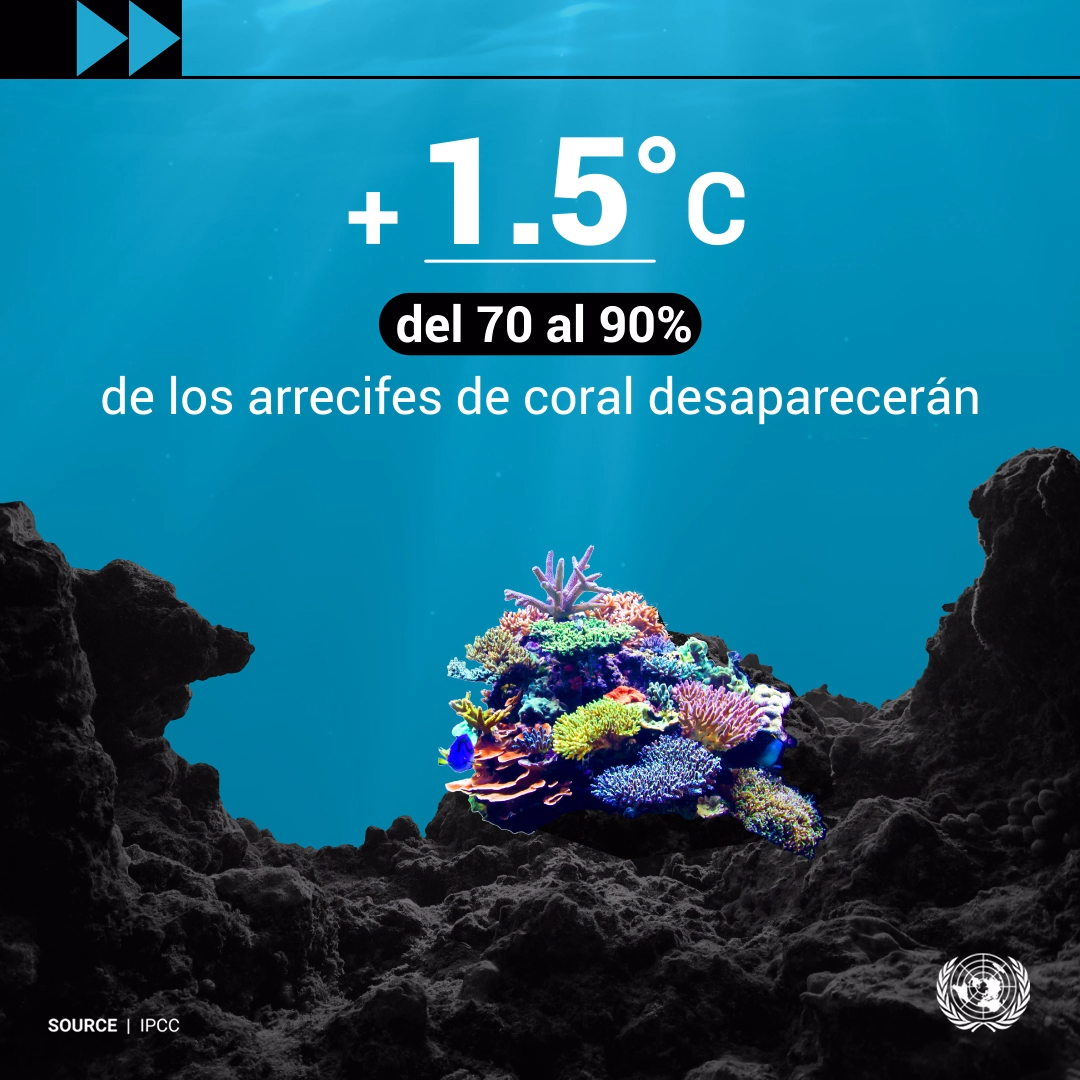 + 1.5°C
del 70 al 90%
de los arrecifes de coral desaparecerán
SOURCE | IPCC